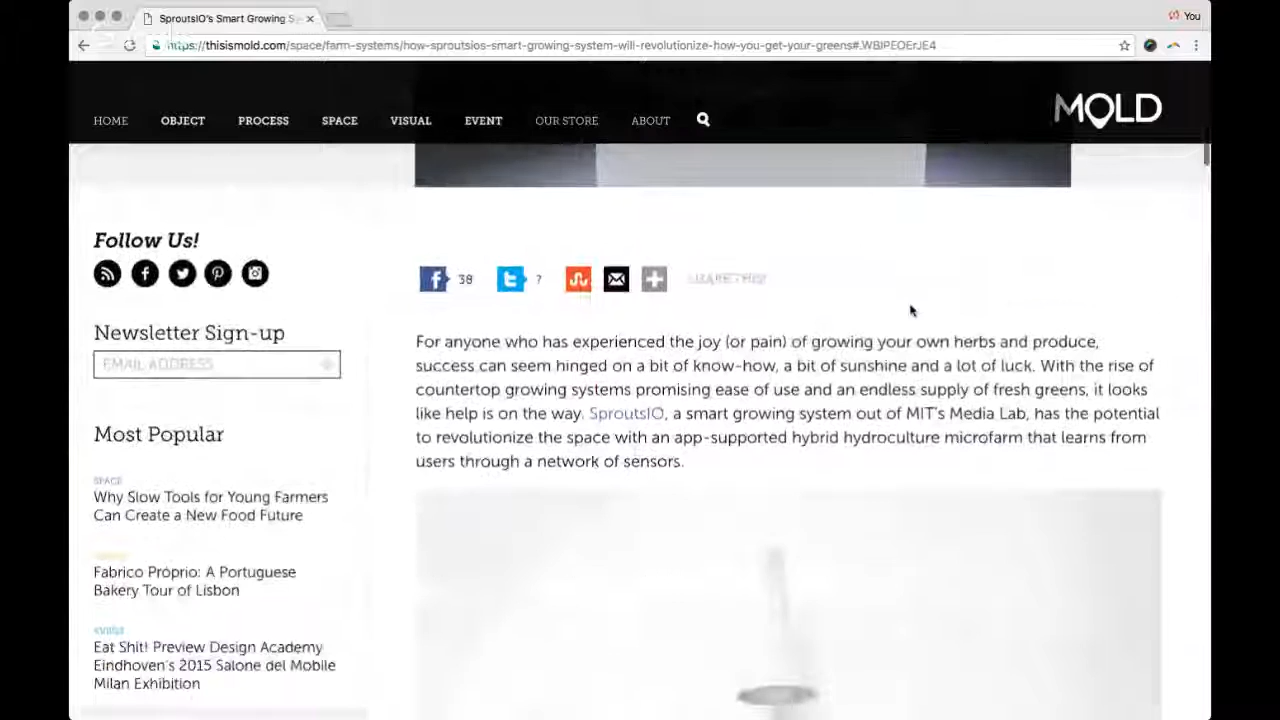 SproutsIO's Smart Growing S
You
https://thisismold.com/space/farm-systems/how-sproutsios-smart-growing-system-will-revolutionize-how-you-get-your-greens#.WBIPEOErJE4
HOME OBJECT PROCESS SPACE VISUAL EVENT OUR STORE ABOUT
MOLD
Follow Us!
38 ?
SHARE THIS
Newsletter Sign-up
EMAIL ADDRESS
For anyone who has experienced the joy (or pain) of growing your own herbs and produce,
success can seem hinged on a bit of know-how, a bit of sunshine and a lot of luck. With the rise of
countertop growing systems promising ease of use and an endless supply of fresh greens, it looks
like help is on the way. SproutsIO, a smart growing system out of MIT's Media Lab, has the potential
to revolutionize the space with an app-supported hybrid hydroculture microfarm that learns from
users through a network of sensors.
Most Popular
SPACE
Why Slow Tools for Young Farmers
Can Create a New Food Future
Fabrico Proprio: A Portuguese
Bakery Tour of Lisbon
Eat Shit! Preview Design Academy
Eindhoven's 2015 Salone del Mobile
Milan Exhibition